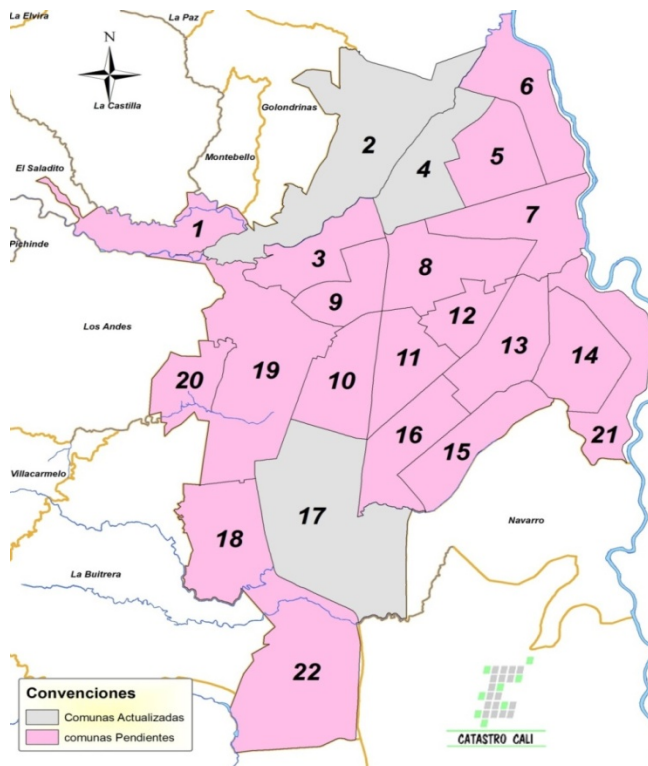 La Elvira
La Paz
N
6
La Castilla
Golondrinas
2
5
4
Montebello
El Saladito
1
7
Pichinde
3
8
9
12
Los Andes
13
14
11
19
20
10
21
16
15
Villacarmelo
17
Navarro
18
La Buitrera
22
Convenciones
Comunas Actualizadas
comunas Pendientes
CATASTRO CALI